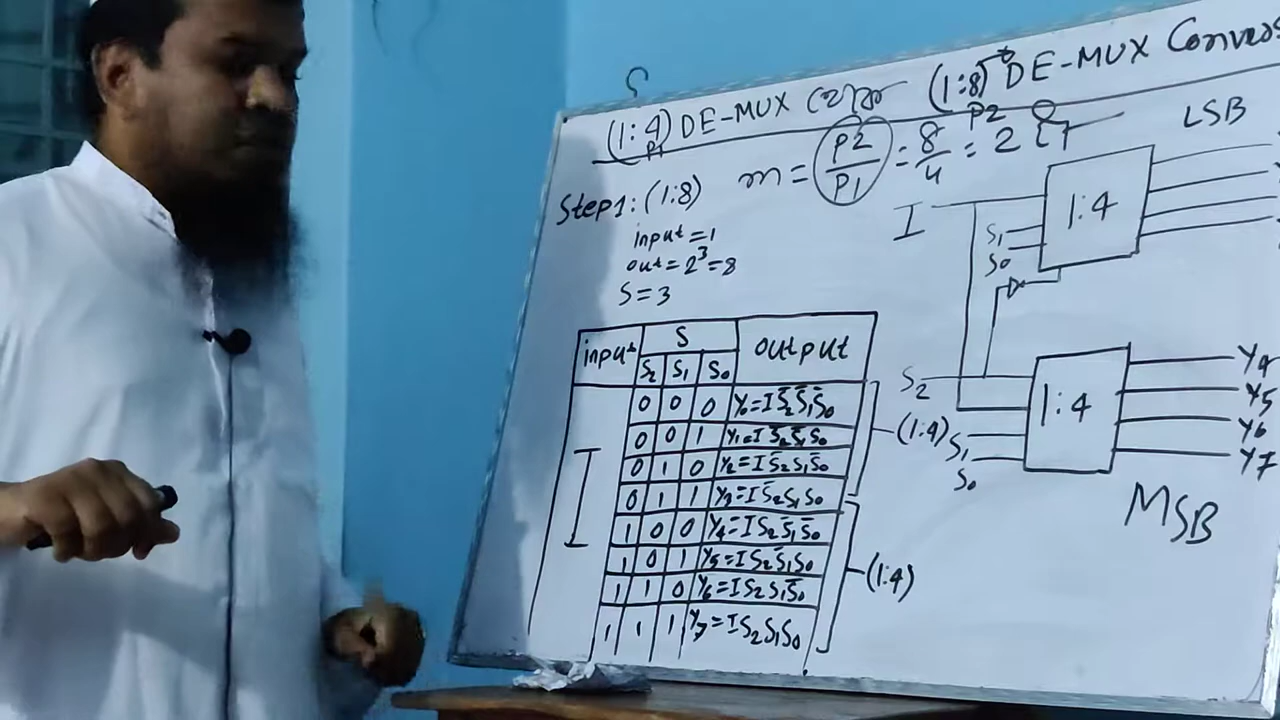 (1:4) DE-MUX (1:8) DE-MUX
P1 P2
m = P2/P1 = 8/4 = 2
LSB
Step1: (1:8)
input = 1
out = 2³ = 8
S = 3
I
S₁
S₀
1:4
input S output
S₂ S₁ S₀
0 0 0 Y₀ = I S̅₂ S̅₁ S̅₀
0 0 1 Y₁ = I S̅₂ S̅₁ S₀
0 1 0 Y₂ = I S̅₂ S₁ S̅₀
0 1 1 Y₃ = I S̅₂ S₁ S₀
1 0 0 Y₄ = I S₂ S̅₁ S̅₀
1 0 1 Y₅ = I S₂ S̅₁ S₀
1 1 0 Y₆ = I S₂ S₁ S̅₀
1 1 1 Y₇ = I S₂ S₁ S₀
I
(1:4)
(1:4)
S₂
S₁
S₀
1:4
Y4
Y5
Y6
Y7
MSB